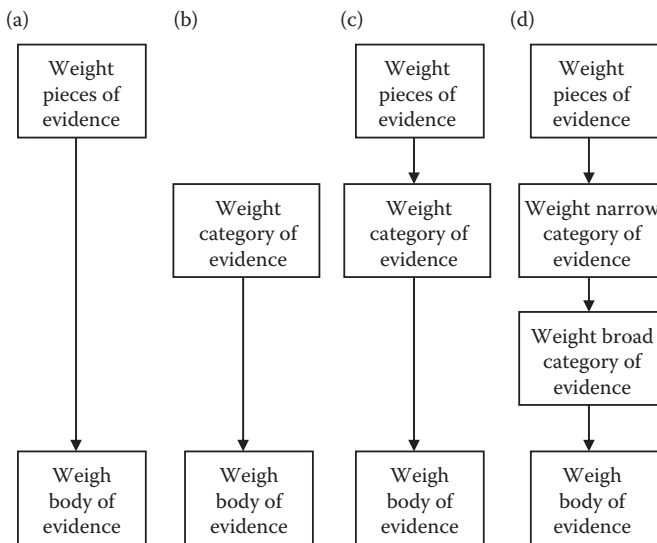 (a)
Weight
pieces of
evidence
Weigh
body of
evidence
(b)
Weight
category of
evidence
Weigh
body of
evidence
(c)
Weight
pieces of
evidence
Weight
category of
evidence
Weigh
body of
evidence
(d)
Weight
pieces of
evidence
Weight narrow
category of
evidence
Weight broad
category of
evidence
Weigh
body of
evidence